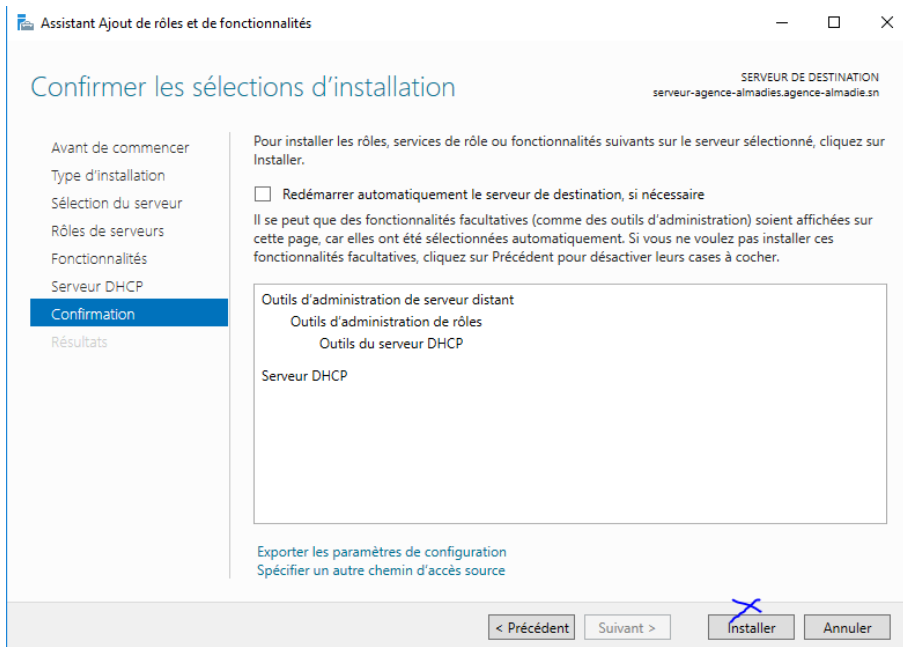 Assistant Ajout de rôles et de fonctionnalités
Confirmer les sélections d'installation
SERVEUR DE DESTINATION
serveur-agence-almadies.agence-almadie.sn
Avant de commencer
Type d'installation
Sélection du serveur
Rôles de serveurs
Fonctionnalités
Serveur DHCP
Confirmation
Résultats
Pour installer les rôles, services de rôle ou fonctionnalités suivants sur le serveur sélectionné, cliquez sur
Installer.
Redémarrer automatiquement le serveur de destination, si nécessaire
Il se peut que des fonctionnalités facultatives (comme des outils d'administration) soient affichées sur
cette page, car elles ont été sélectionnées automatiquement. Si vous ne voulez pas installer ces
fonctionnalités facultatives, cliquez sur Précédent pour désactiver leurs cases à cocher.
Outils d'administration de serveur distant
Outils d'administration de rôles
Outils du serveur DHCP
Serveur DHCP
Exporter les paramètres de configuration
Spécifier un autre chemin d'accès source
< Précédent Suivant > Installer Annuler